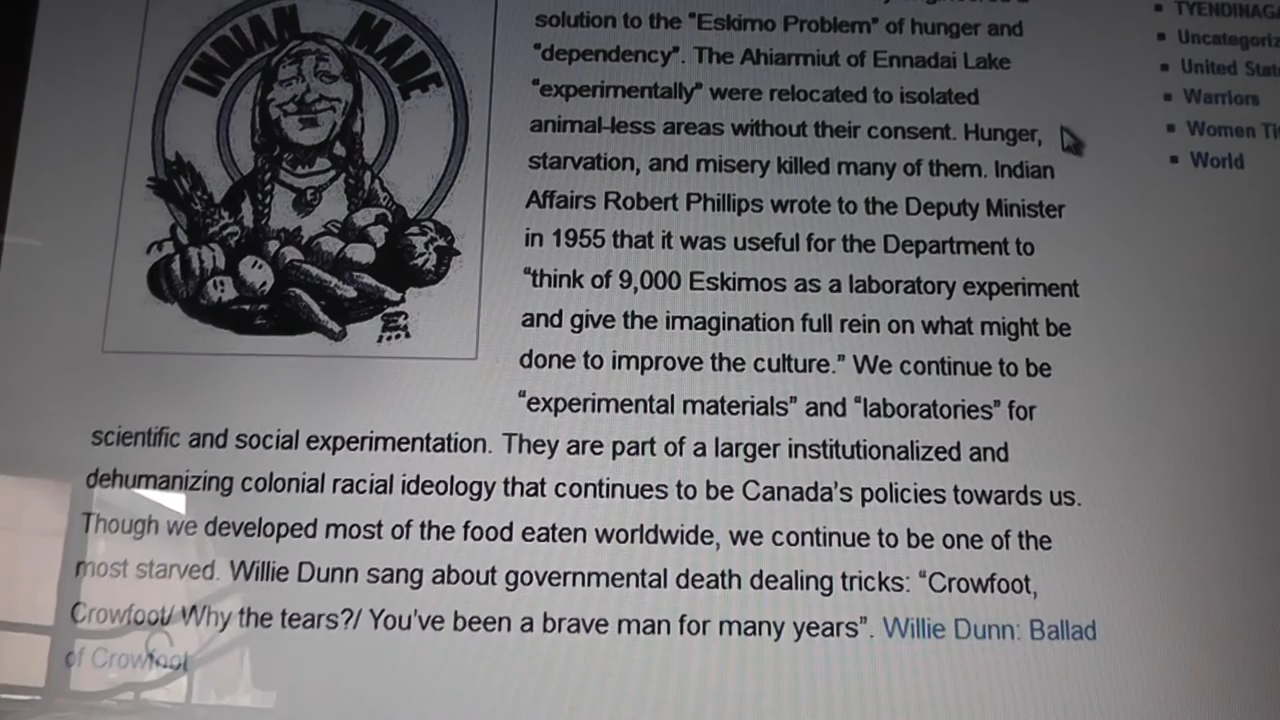 INDIAN MADE
solution to the "Eskimo Problem" of hunger and
"dependency". The Ahiarmiut of Ennadai Lake
"experimentally" were relocated to isolated
animal-less areas without their consent. Hunger,
starvation, and misery killed many of them. Indian
Affairs Robert Phillips wrote to the Deputy Minister
in 1955 that it was useful for the Department to
"think of 9,000 Eskimos as a laboratory experiment
and give the imagination full rein on what might be
done to improve the culture." We continue to be
"experimental materials" and "laboratories" for
scientific and social experimentation. They are part of a larger institutionalized and
dehumanizing colonial racial ideology that continues to be Canada's policies towards us.
Though we developed most of the food eaten worldwide, we continue to be one of the
most starved. Willie Dunn sang about governmental death dealing tricks: "Crowfoot,
Crowfoot/ Why the tears?/ You've been a brave man for many years". Willie Dunn: Ballad
of Crowfoot
TYENDINAG
Uncategoriz
United Stat
Warriors
Women Ti
World